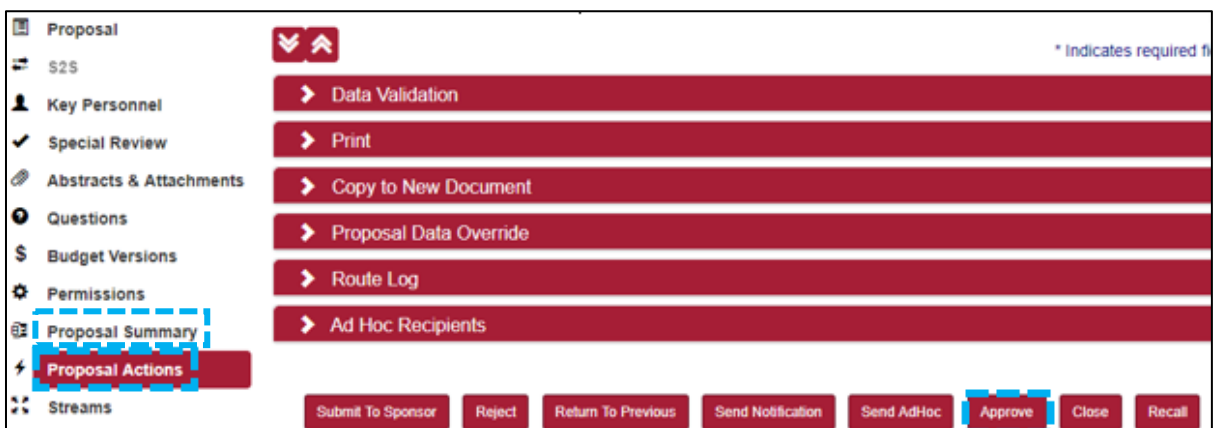 Proposal
S2S
Key Personnel
Special Review
Abstracts & Attachments
Questions
Budget Versions
Permissions
Proposal Summary
Proposal Actions
Streams
* Indicates required
Data Validation
Print
Copy to New Document
Proposal Data Override
Route Log
Ad Hoc Recipients
Submit To Sponsor Reject Return To Previous Send Notification Send AdHoc Approve Close Recall